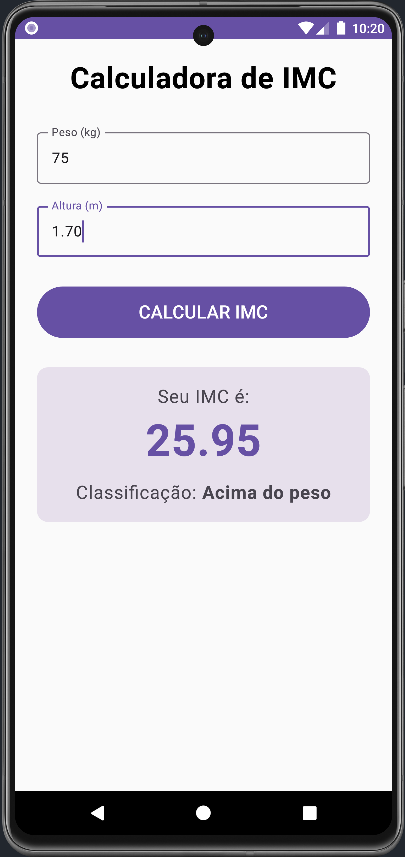 10:20
Calculadora de IMC
Peso (kg)
75
Altura (m)
1.70
CALCULAR IMC
Seu IMC é:
25.95
Classificação: Acima do peso